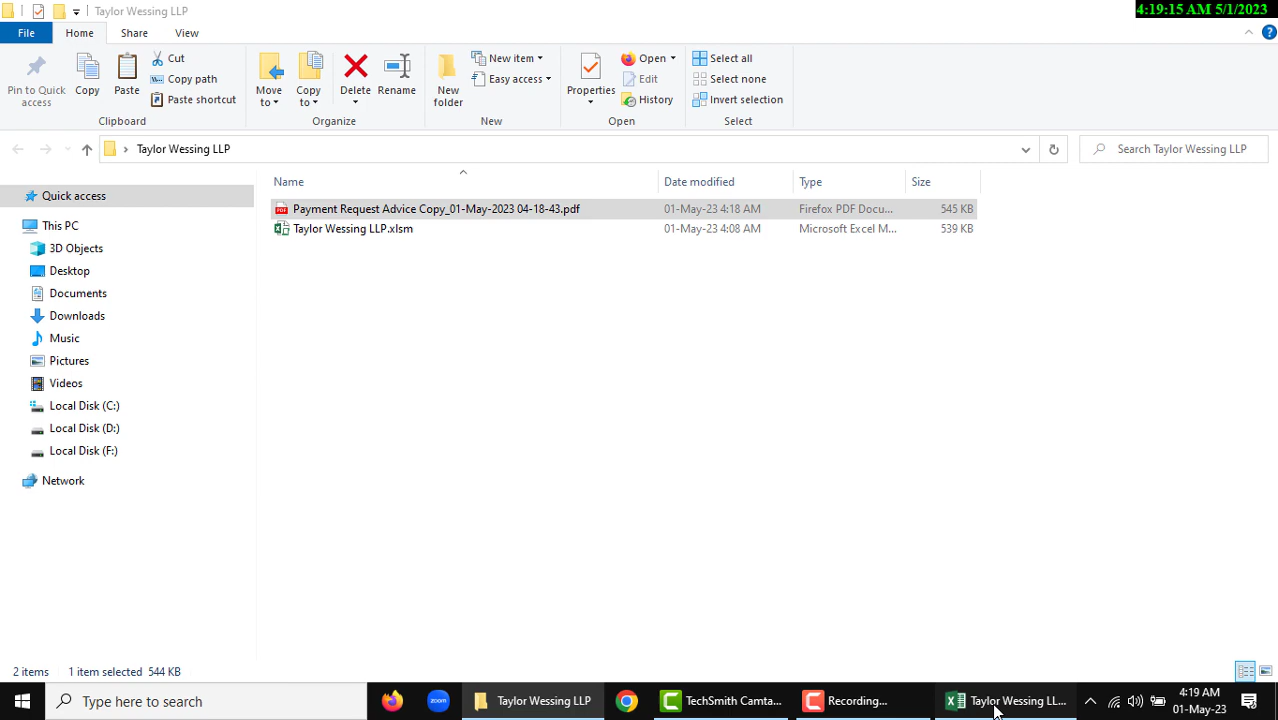 Taylor Wessing LLP
4:19:15 AM 5/1/2023
File Home Share View
Pin to Quick access
Copy
Paste
Cut
Copy path
Paste shortcut
Move to
Copy to
Delete
Rename
New folder
New item
Easy access
Properties
Open
Edit
History
Select all
Select none
Invert selection
Clipboard Organize New Open Select
Taylor Wessing LLP
Search Taylor Wessing LLP
Name Date modified Type Size
Payment Request Advice Copy_01-May-2023 04-18-43.pdf 01-May-23 4:18 AM Firefox PDF Docu... 545 KB
Taylor Wessing LLP.xlsm 01-May-23 4:08 AM Microsoft Excel M... 539 KB
Quick access
This PC
3D Objects
Desktop
Documents
Downloads
Music
Pictures
Videos
Local Disk (C:)
Local Disk (D:)
Local Disk (F:)
Network
2 items 1 item selected 544 KB
Type here to search
zoom
Taylor Wessing LLP
TechSmith Camta...
Recording...
Taylor Wessing LL...
4:19 AM
01-May-23